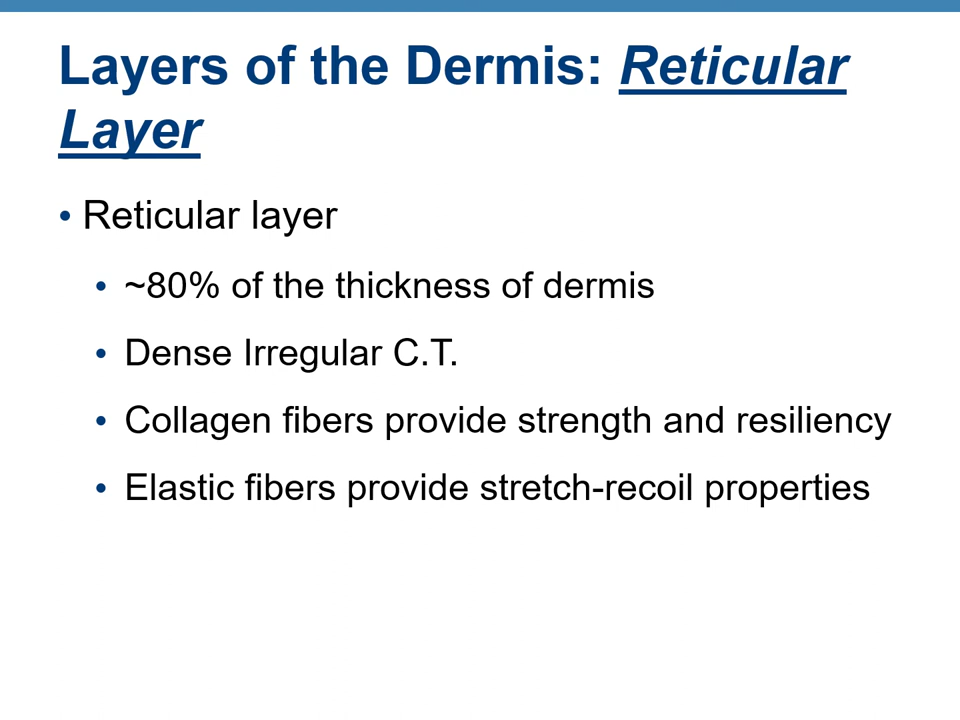 Layers of the Dermis: Reticular
Layer
• Reticular layer
• ~80% of the thickness of dermis
• Dense Irregular C.T.
• Collagen fibers provide strength and resiliency
• Elastic fibers provide stretch-recoil properties